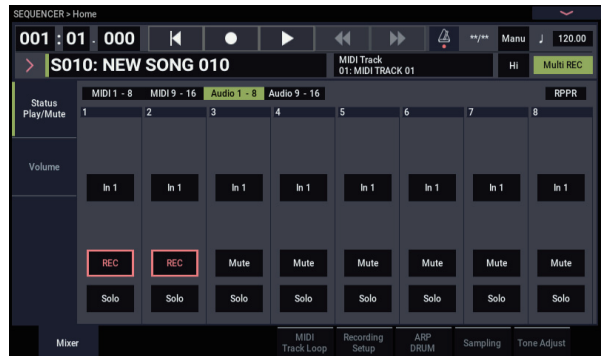 SEQUENCER > Home
001 : 01 . 000 **/** Manu ♩ 120.00
> S010: NEW SONG 010 MIDI Track Hi Multi REC
01: MIDI TRACK 01
Status MIDI 1 - 8 MIDI 9 - 16 Audio 1 - 8 Audio 9 - 16 RPPR
Play/Mute 1 2 3 4 5 6 7 8
Volume
In 1 In 1 In 1 In 1 In 1 In 1 In 1 In 1
REC REC Mute Mute Mute Mute Mute Mute
Solo Solo Solo Solo Solo Solo Solo Solo
Mixer MIDI Recording ARP Sampling Tone Adjust
Track Loop Setup DRUM